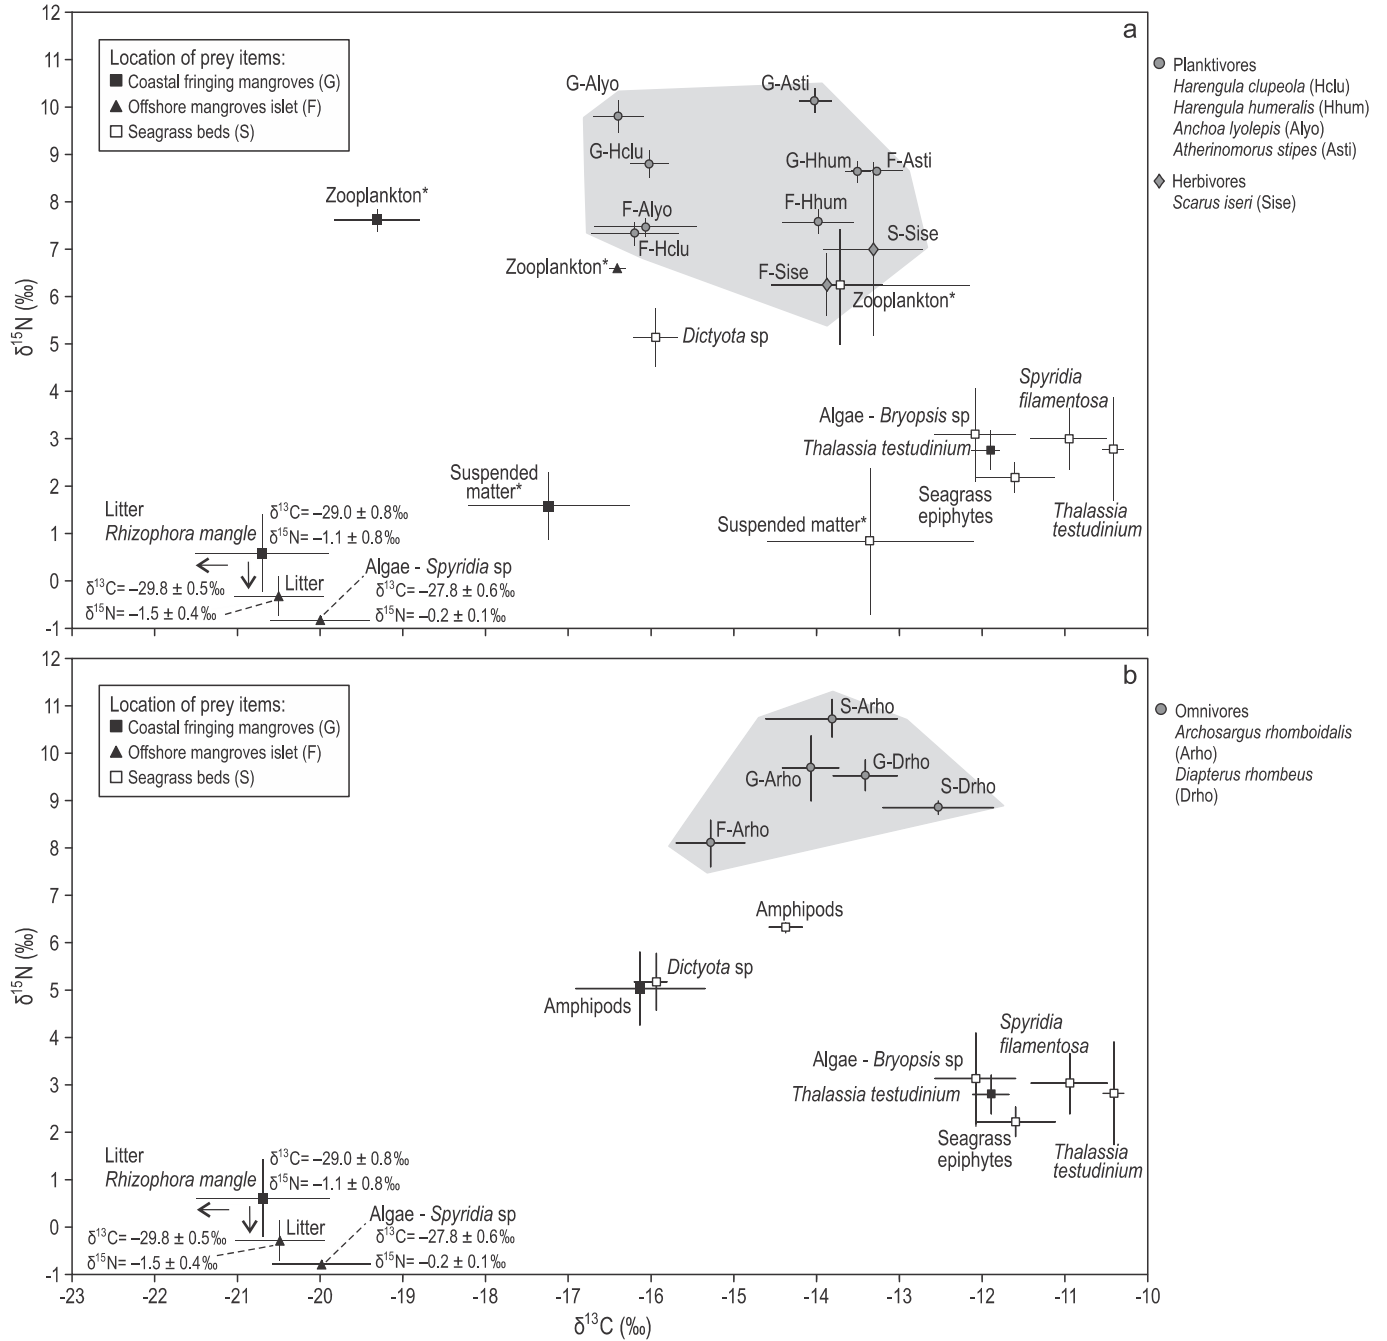 12
11
10
9
8
7
6
5
4
3
2
1
0
-1
δ¹⁵N (‰)
a
Location of prey items:
Coastal fringing mangroves (G)
Offshore mangroves islet (F)
Seagrass beds (S)
G-Alyo
G-Asti
G-Hclu
G-Hhum
F-Asti
Zooplankton*
F-Alyo
F-Hhum
F-Hclu
S-Sise
Zooplankton*
F-Sise
Zooplankton*
Dictyota sp
Spyridia
filamentosa
Algae - Bryopsis sp
Thalassia testudinium
Seagrass
epiphytes
Thalassia
testudinium
Suspended
matter*
Suspended matter*
Litter
Rhizophora mangle
δ¹³C= –29.0 ± 0.8‰
δ¹⁵N= –1.1 ± 0.8‰
Algae - Spyridia sp
δ¹³C= –29.8 ± 0.5‰
Litter
δ¹³C= –27.8 ± 0.6‰
δ¹⁵N= –1.5 ± 0.4‰
δ¹⁵N= –0.2 ± 0.1‰
Planktivores
Harengula clupeola (Hclu)
Harengula humeralis (Hhum)
Anchoa lyolepis (Alyo)
Atherinomorus stipes (Asti)
Herbivores
Scarus iseri (Sise)
12
11
10
9
8
7
6
5
4
3
2
1
0
-1
δ¹⁵N (‰)
b
Location of prey items:
Coastal fringing mangroves (G)
Offshore mangroves islet (F)
Seagrass beds (S)
S-Arho
G-Arho
G-Drho
S-Drho
F-Arho
Amphipods
Dictyota sp
Amphipods
Spyridia
filamentosa
Algae - Bryopsis sp
Thalassia testudinium
Seagrass
epiphytes
Thalassia
testudinium
Litter
Rhizophora mangle
δ¹³C= –29.0 ± 0.8‰
δ¹⁵N= –1.1 ± 0.8‰
Algae - Spyridia sp
δ¹³C= –29.8 ± 0.5‰
Litter
δ¹³C= –27.8 ± 0.6‰
δ¹⁵N= –1.5 ± 0.4‰
δ¹⁵N= –0.2 ± 0.1‰
Omnivores
Archosargus rhomboidalis
(Arho)
Diapterus rhombeus
(Drho)
-23 -22 -21 -20 -19 -18 -17 -16 -15 -14 -13 -12 -11 -10
δ¹³C (‰)